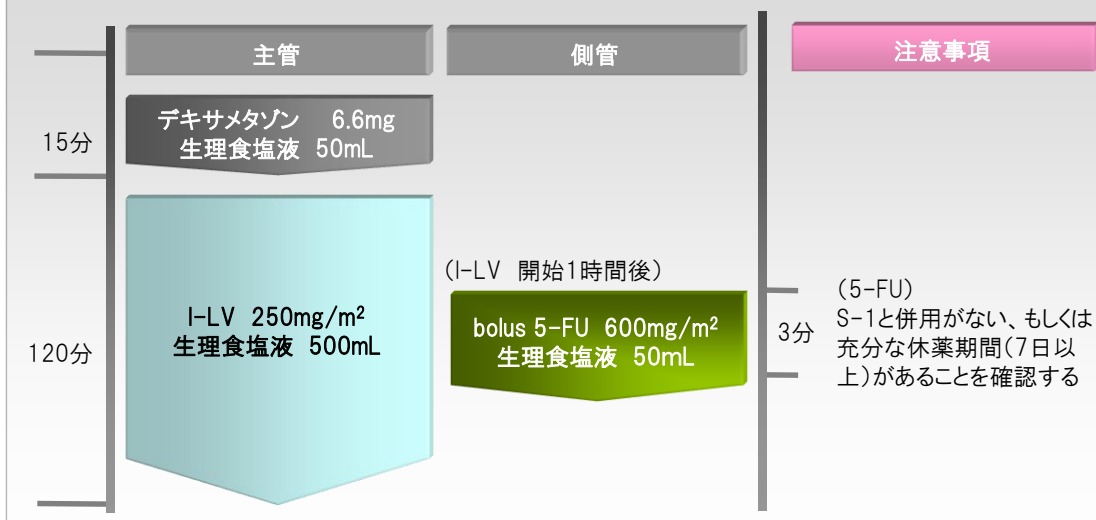 主管
側管
注意事項
15分
デキサメタゾン　6.6mg
生理食塩液　50mL
120分
l-LV　250mg/m²
生理食塩液　500mL
(l-LV　開始1時間後)
bolus 5-FU　600mg/m²
生理食塩液　50mL
3分
(5-FU)
S-1と併用がない、もしくは
充分な休薬期間(7日以
上)があることを確認する